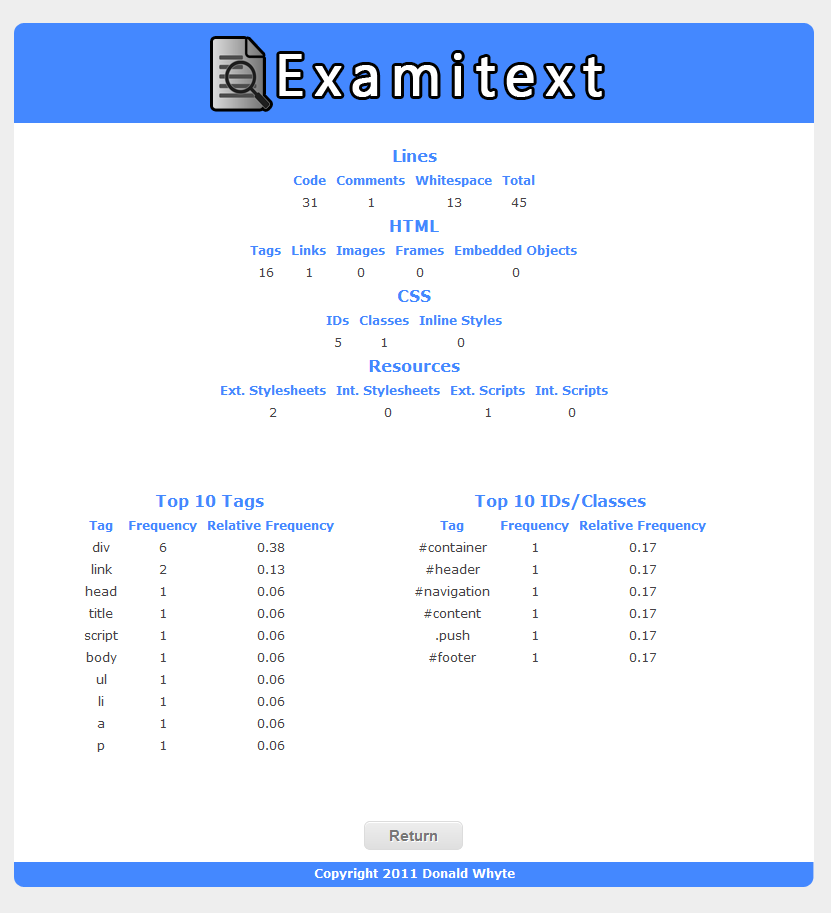 Examitext
Lines
Code Comments Whitespace Total
31 1 13 45
HTML
Tags Links Images Frames Embedded Objects
16 1 0 0 0
CSS
IDs Classes Inline Styles
5 1 0
Resources
Ext. Stylesheets Int. Stylesheets Ext. Scripts Int. Scripts
2 0 1 0
Top 10 Tags
Tag Frequency Relative Frequency
div 6 0.38
link 2 0.13
head 1 0.06
title 1 0.06
script 1 0.06
body 1 0.06
ul 1 0.06
li 1 0.06
a 1 0.06
p 1 0.06
Top 10 IDs/Classes
Tag Frequency Relative Frequency
#container 1 0.17
#header 1 0.17
#navigation 1 0.17
#content 1 0.17
.push 1 0.17
#footer 1 0.17
Return
Copyright 2011 Donald Whyte